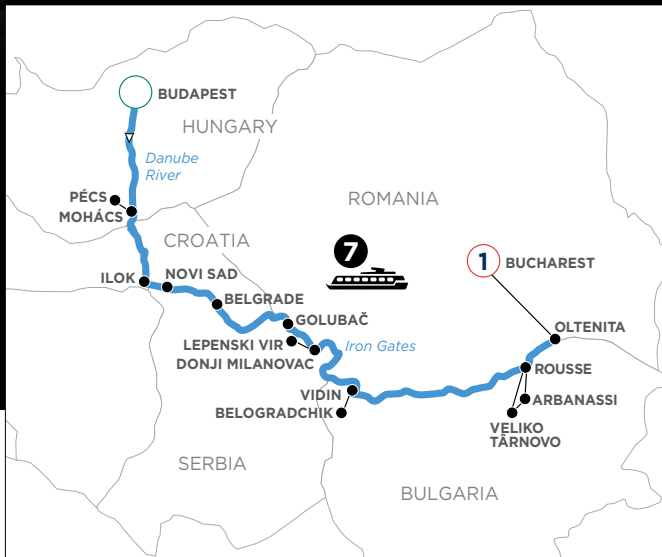 BUDAPEST
HUNGARY
Danube
River
PÉCS
MOHÁCS
ROMANIA
CROATIA
7
1
BUCHAREST
ILOK
NOVI SAD
BELGRADE
GOLUBAČ
OLTENITA
LEPENSKI VIR
Iron Gates
DONJI MILANOVAC
ROUSSE
VIDIN
ARBANASSI
BELOGRADCHIK
VELIKO
TÂRNOVO
SERBIA
BULGARIA